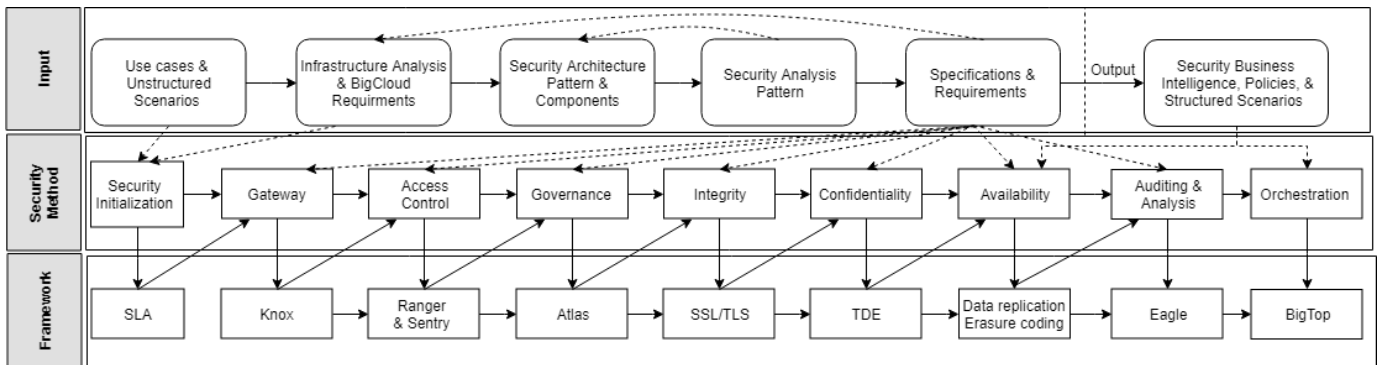 Input
Use cases &
Unstructured
Scenarios
Infrastructure Analysis
& BigCloud
Requirments
Security Architecture
Pattern &
Components
Security Analysis
Pattern
Specifications &
Requirements
Output
Security Business
Intelligence, Policies, &
Structured Scenarios
Security
Method
Security
Initialization
Gateway
Access
Control
Governance
Integrity
Confidentiality
Availability
Auditing &
Analysis
Orchestration
Framework
SLA
Knox
Ranger
& Sentry
Atlas
SSL/TLS
TDE
Data replication
Erasure coding
Eagle
BigTop